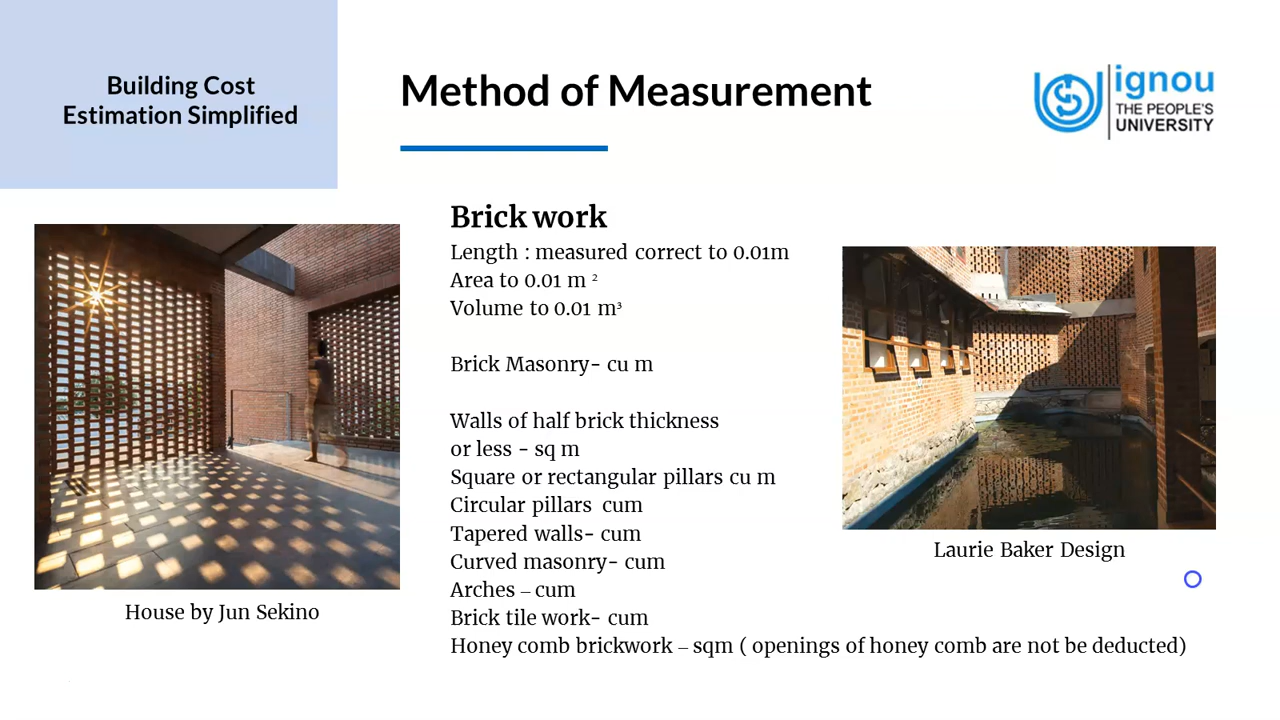 Building Cost
Estimation Simplified
Method of Measurement
ignou
THE PEOPLE'S
UNIVERSITY
Brick work
Length : measured correct to 0.01m
Area to 0.01 m ²
Volume to 0.01 m³
Brick Masonry- cu m
Walls of half brick thickness
or less - sq m
Square or rectangular pillars cu m
Circular pillars cum
Tapered walls- cum
Curved masonry- cum
Arches – cum
Brick tile work- cum
Honey comb brickwork – sqm ( openings of honey comb are not be deducted)
House by Jun Sekino
Laurie Baker Design